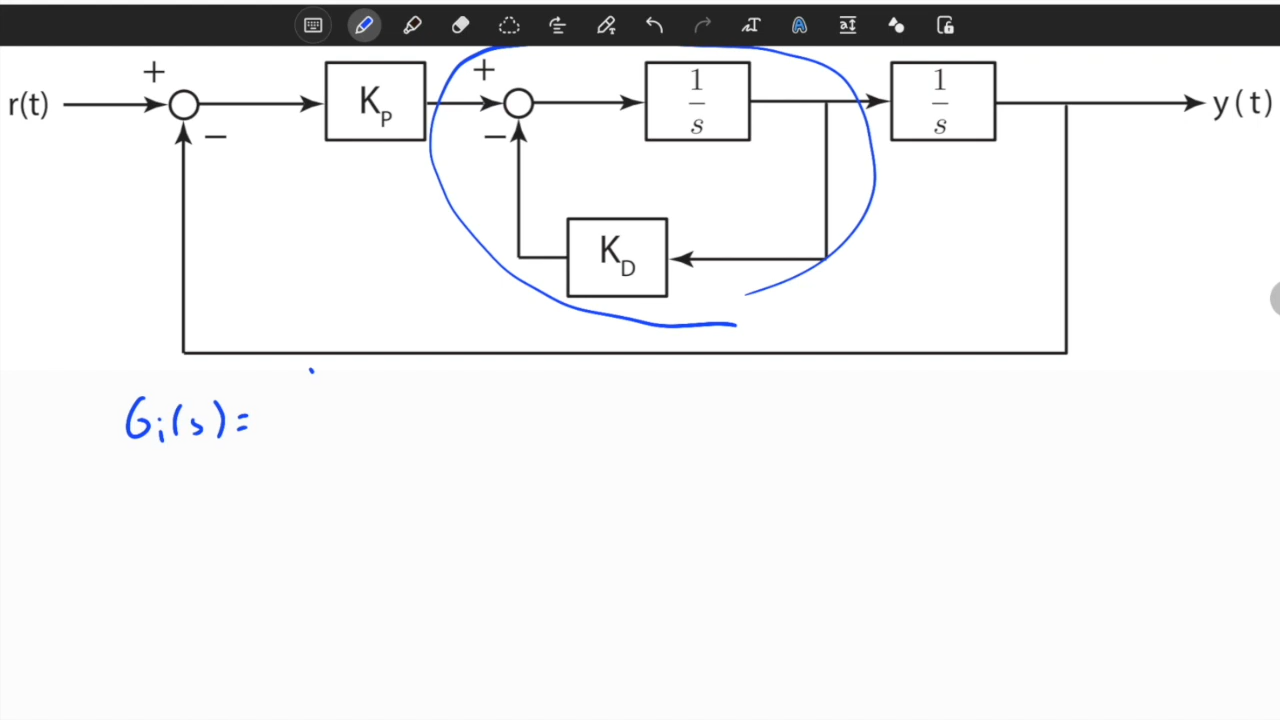 + + 1 1
r(t) K_P s s y(t)
− −
K_D
G_i(s) =